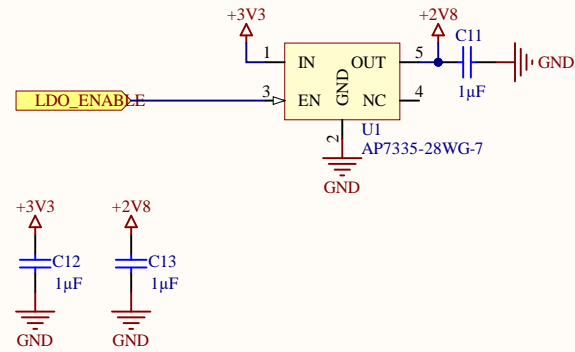 +3V3
+2V8
C11
1 IN OUT 5
GND
1µF
LDO_ENABLE
3 EN GND NC 4
2
U1
AP7335-28WG-7
GND
+3V3
+2V8
C12
C13
1µF
1µF
GND
GND